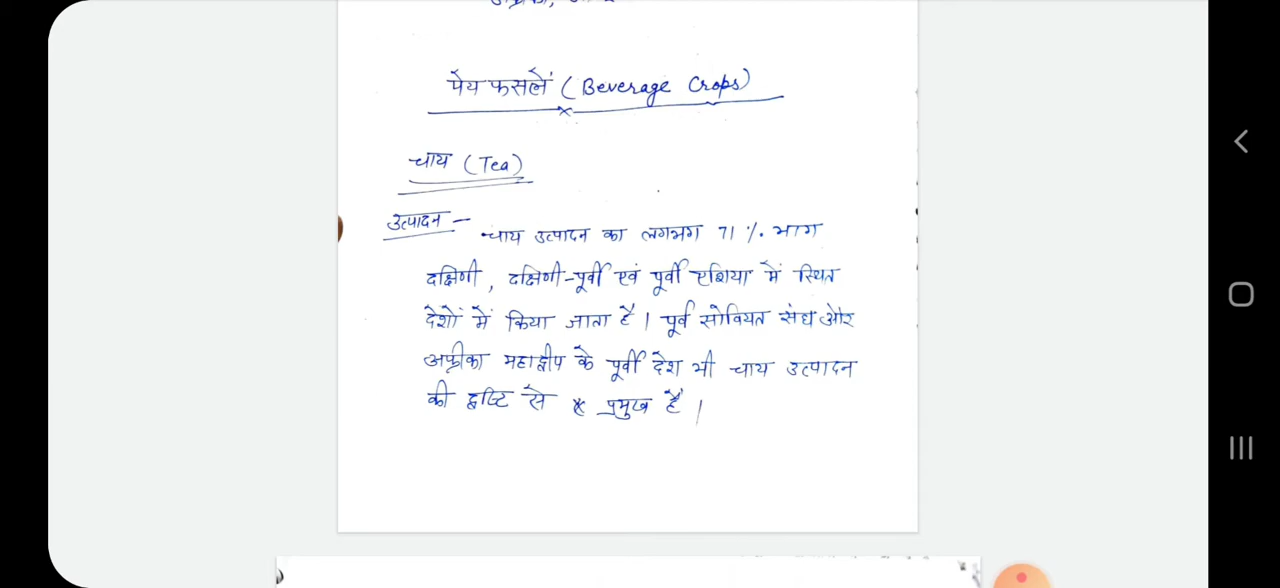 पेय फसलें (Beverage Crops)
चाय (Tea)
उत्पादन - चाय उत्पादन का लगभग 71 % भाग
दक्षिणी, दक्षिणी-पूर्वी एवं पूर्वी एशिया में स्थित
देशों में किया जाता है। पूर्व सोवियत संघ और
अफ्रीका महाद्वीप के पूर्वी देश भी चाय उत्पादन
की दृष्टि से प्रमुख हैं।